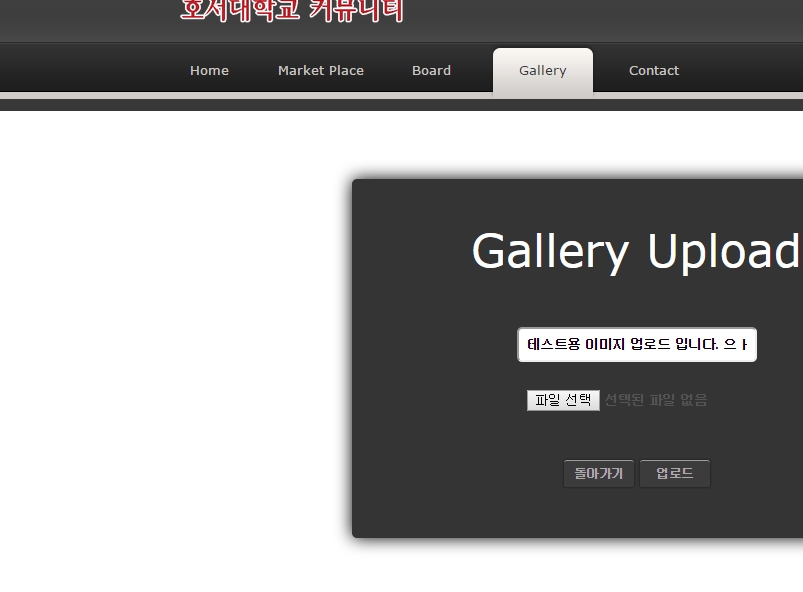 호서대학교 커뮤니티
Home Market Place Board Gallery Contact
Gallery Upload
테스트용 이미지 업로드 입니다. 으
파일 선택 선택된 파일 없음
돌아가기 업로드